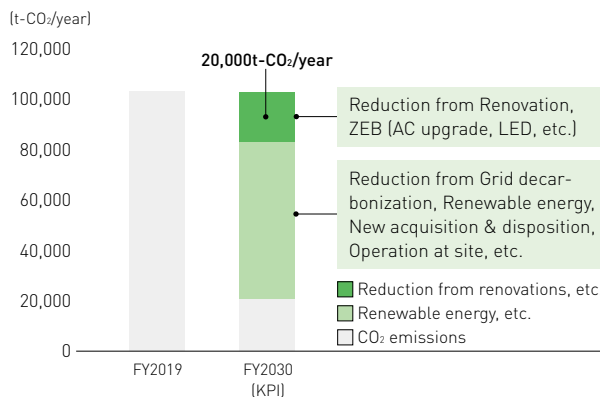 (t-CO₂/year)
120,000
100,000
80,000
60,000
40,000
20,000
0
20,000t-CO₂/year
Reduction from Renovation,
ZEB (AC upgrade, LED, etc.)
Reduction from Grid decar-
bonization, Renewable energy,
New acquisition & disposition,
Operation at site, etc.
Reduction from renovations, etc
Renewable energy, etc.
CO₂ emissions
FY2019
FY2030
(KPI)